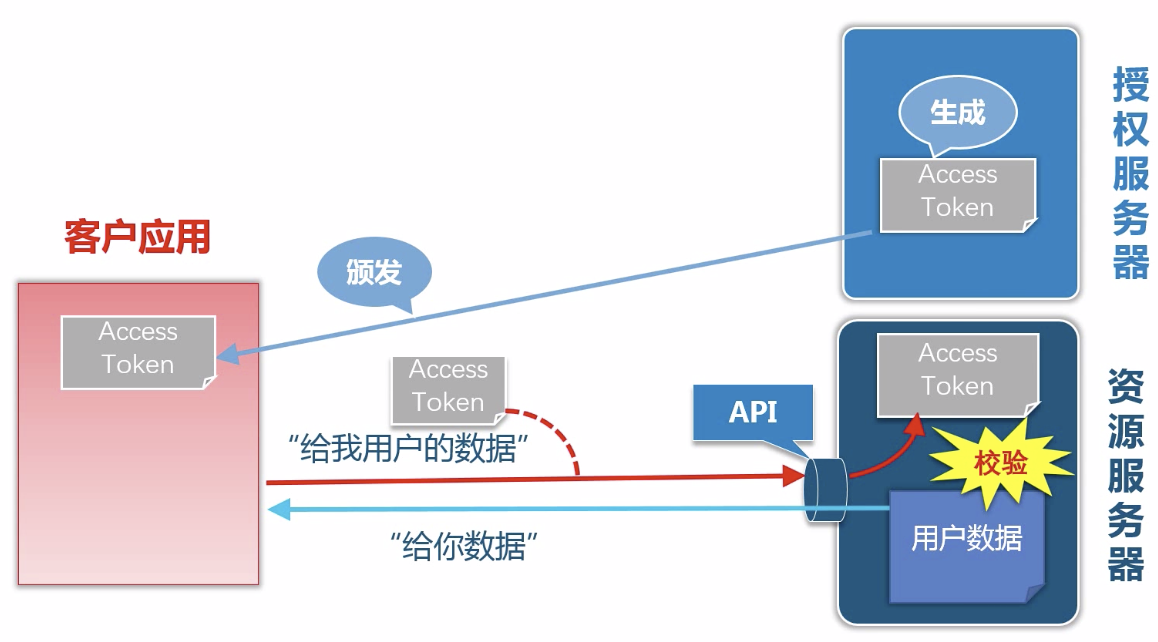 生成
Access
Token
授权服务器
客户应用
颁发
Access
Token
Access
Token
“给我用户的数据”
API
Access
Token
校验
资源服务器
用户数据
“给你数据”